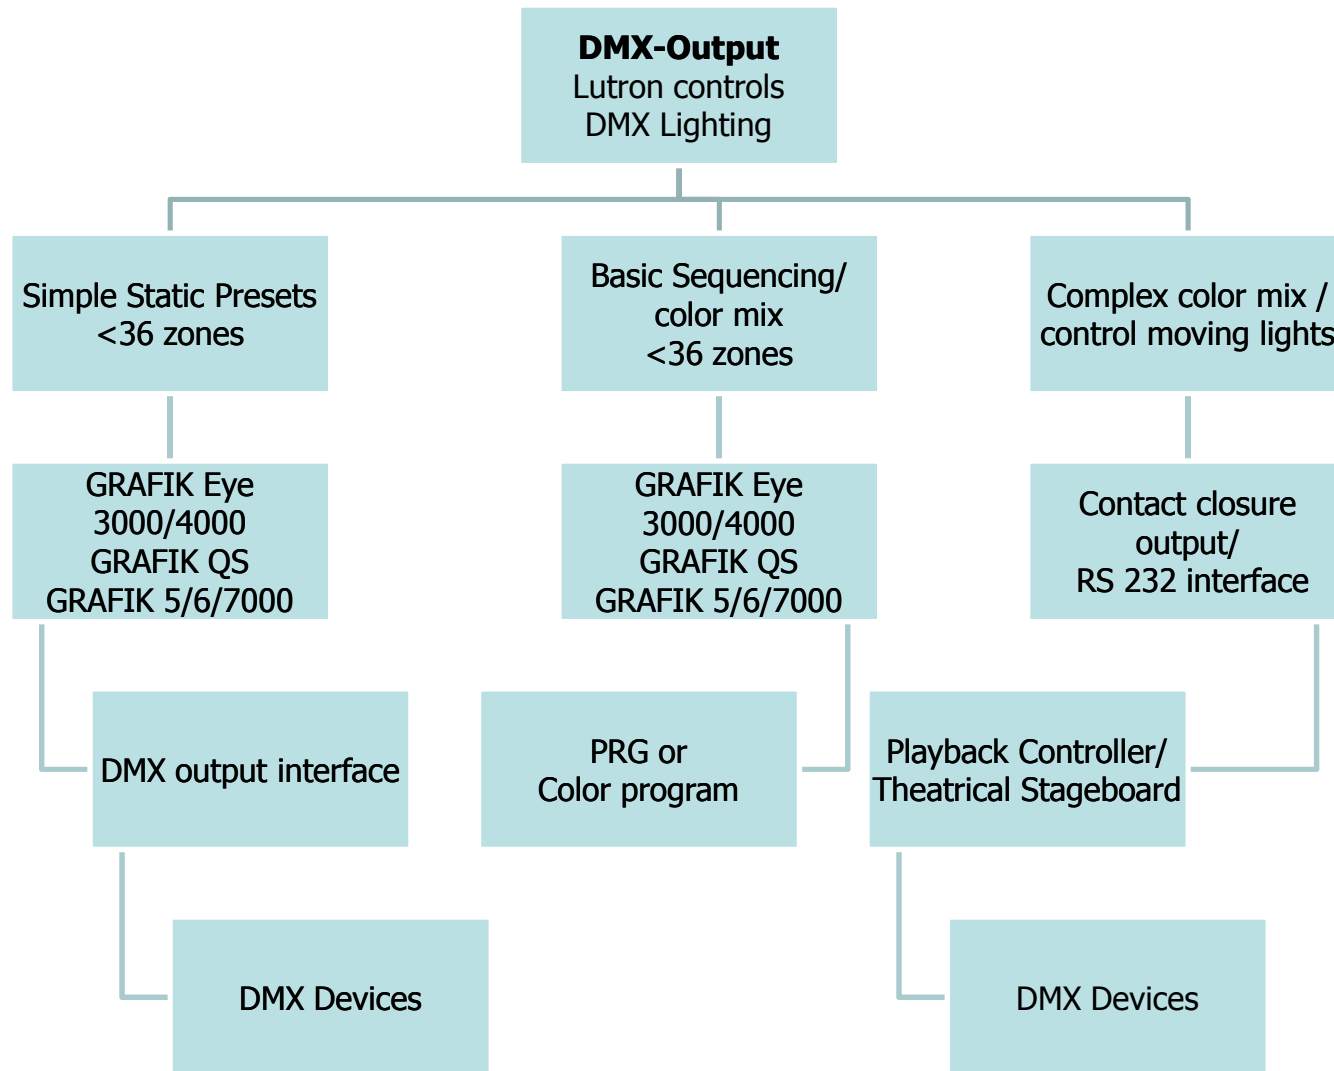 DMX-Output
Lutron controls
DMX Lighting
Simple Static Presets
<36 zones
Basic Sequencing/
color mix
<36 zones
Complex color mix /
control moving lights
GRAFIK Eye
3000/4000
GRAFIK QS
GRAFIK 5/6/7000
GRAFIK Eye
3000/4000
GRAFIK QS
GRAFIK 5/6/7000
Contact closure
output/
RS 232 interface
DMX output interface
PRG or
Color program
Playback Controller/
Theatrical Stageboard
DMX Devices
DMX Devices